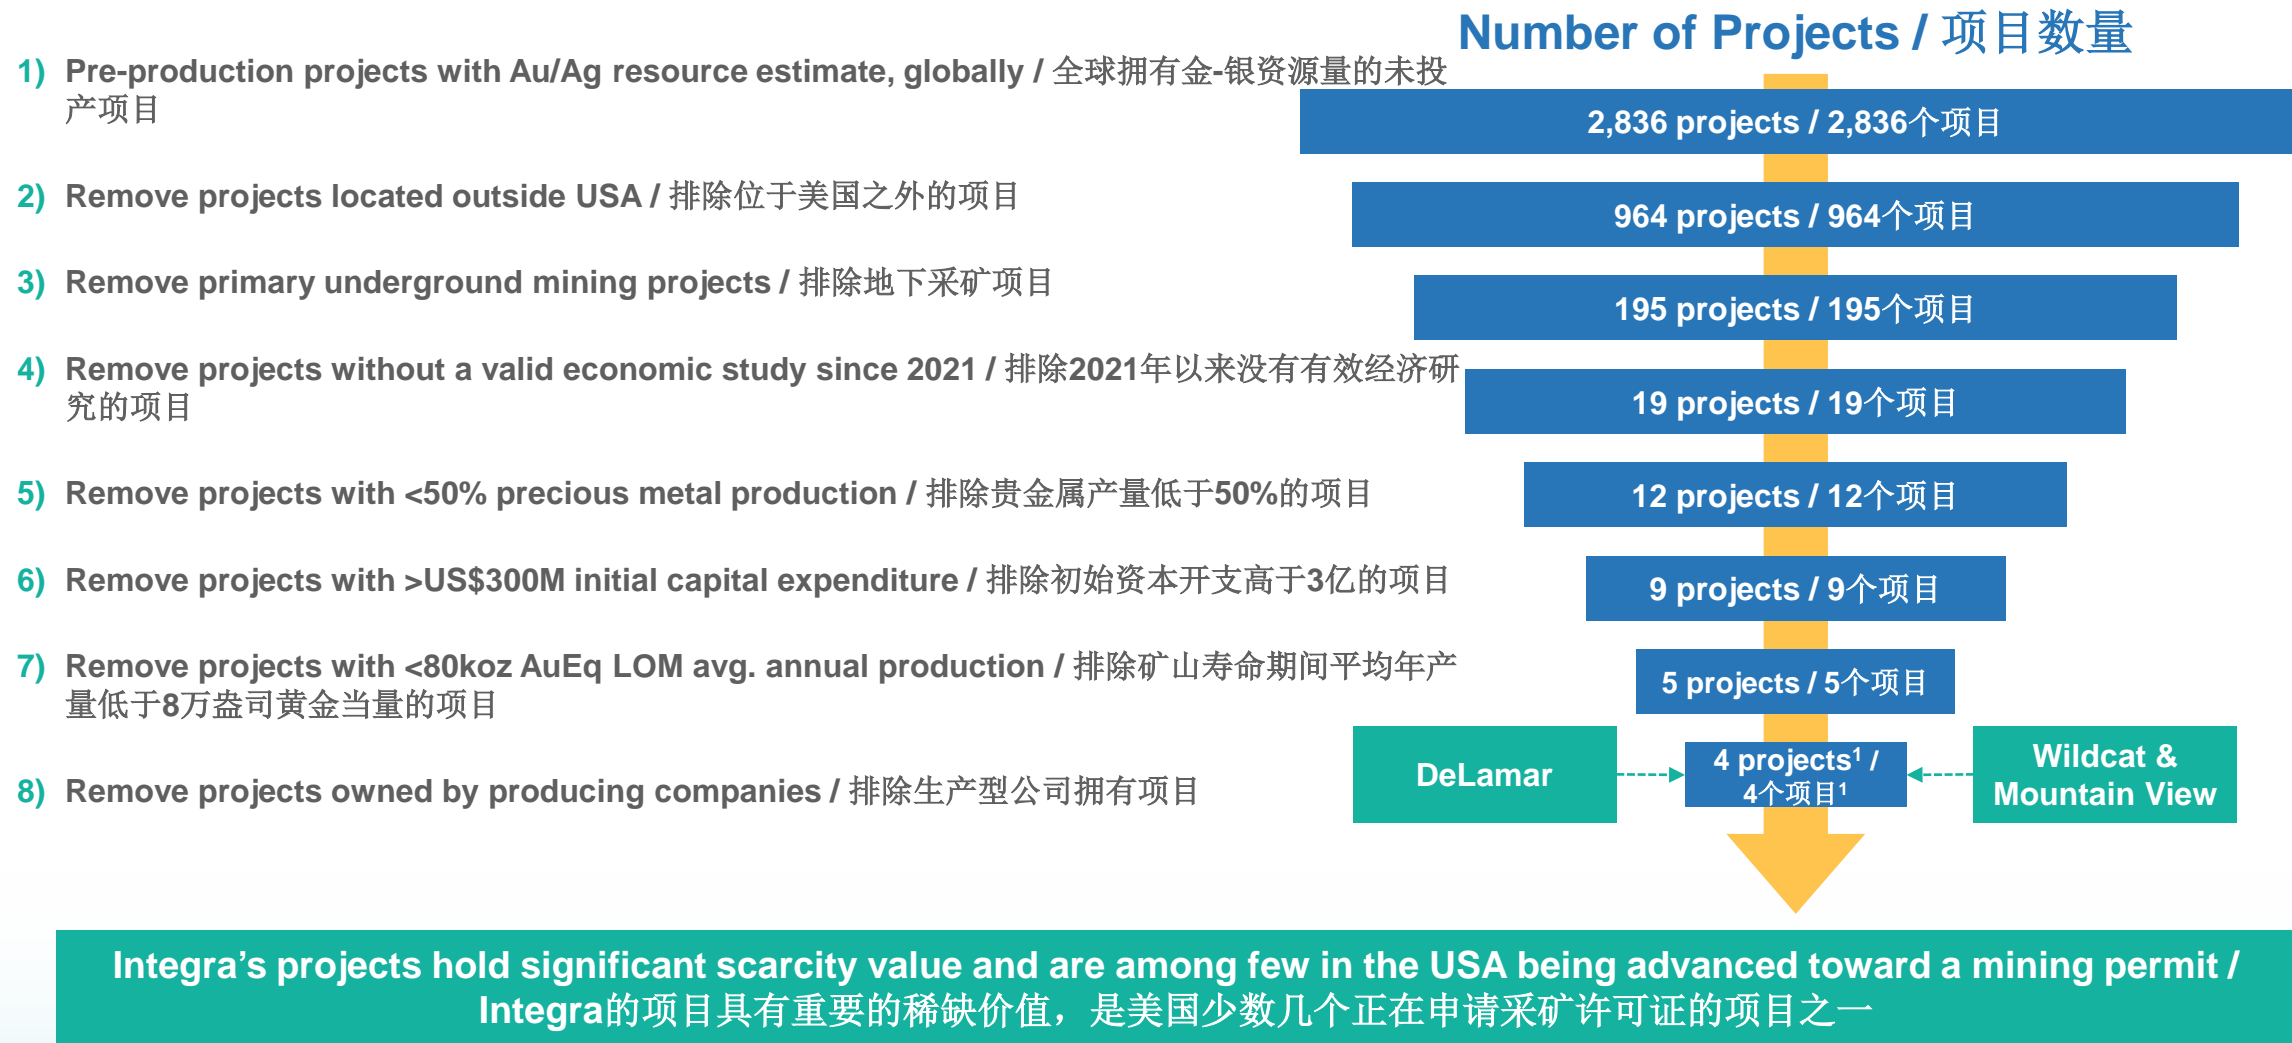 Number of Projects / 项目数量
1) Pre-production projects with Au/Ag resource estimate, globally / 全球拥有金-银资源量的未投
产项目
2,836 projects / 2,836个项目
2) Remove projects located outside USA / 排除位于美国之外的项目
964 projects / 964个项目
3) Remove primary underground mining projects / 排除地下采矿项目
195 projects / 195个项目
4) Remove projects without a valid economic study since 2021 / 排除2021年以来没有有效经济研
究的项目
19 projects / 19个项目
5) Remove projects with <50% precious metal production / 排除贵金属产量低于50%的项目
12 projects / 12个项目
6) Remove projects with >US$300M initial capital expenditure / 排除初始资本开支高于3亿的项目
9 projects / 9个项目
7) Remove projects with <80koz AuEq LOM avg. annual production / 排除矿山寿命期间平均年产
量低于8万盎司黄金当量的项目
5 projects / 5个项目
8) Remove projects owned by producing companies / 排除生产型公司拥有项目
DeLamar
4 projects¹ /
4个项目¹
Wildcat &
Mountain View
Integra’s projects hold significant scarcity value and are among few in the USA being advanced toward a mining permit /
Integra的项目具有重要的稀缺价值，是美国少数几个正在申请采矿许可证的项目之一